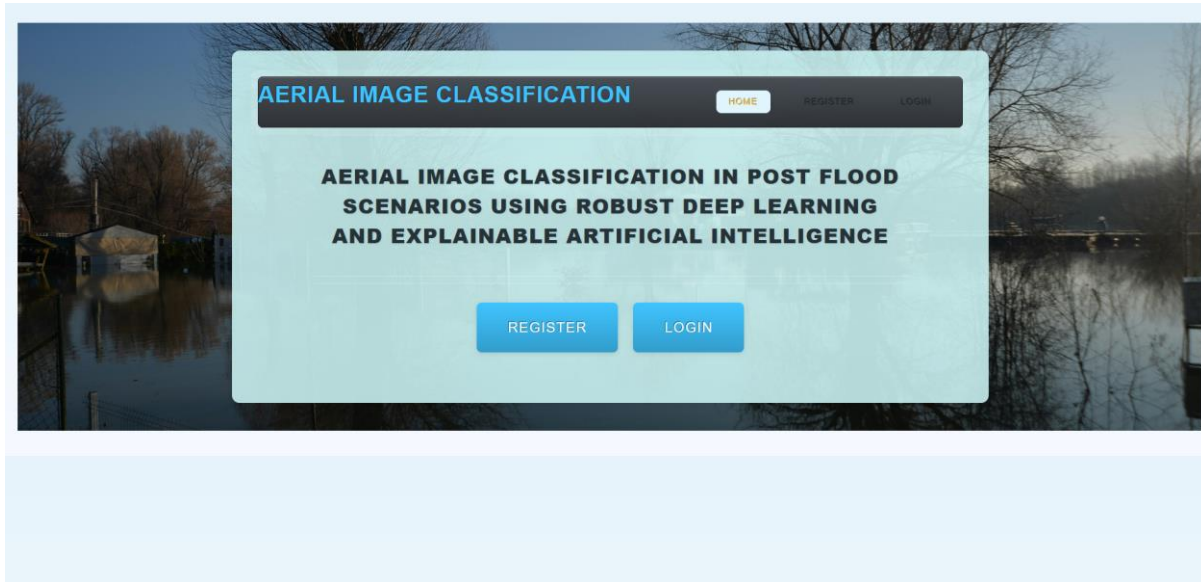 AERIAL IMAGE CLASSIFICATION
HOME REGISTER LOGIN
AERIAL IMAGE CLASSIFICATION IN POST FLOOD
SCENARIOS USING ROBUST DEEP LEARNING
AND EXPLAINABLE ARTIFICIAL INTELLIGENCE
REGISTER LOGIN